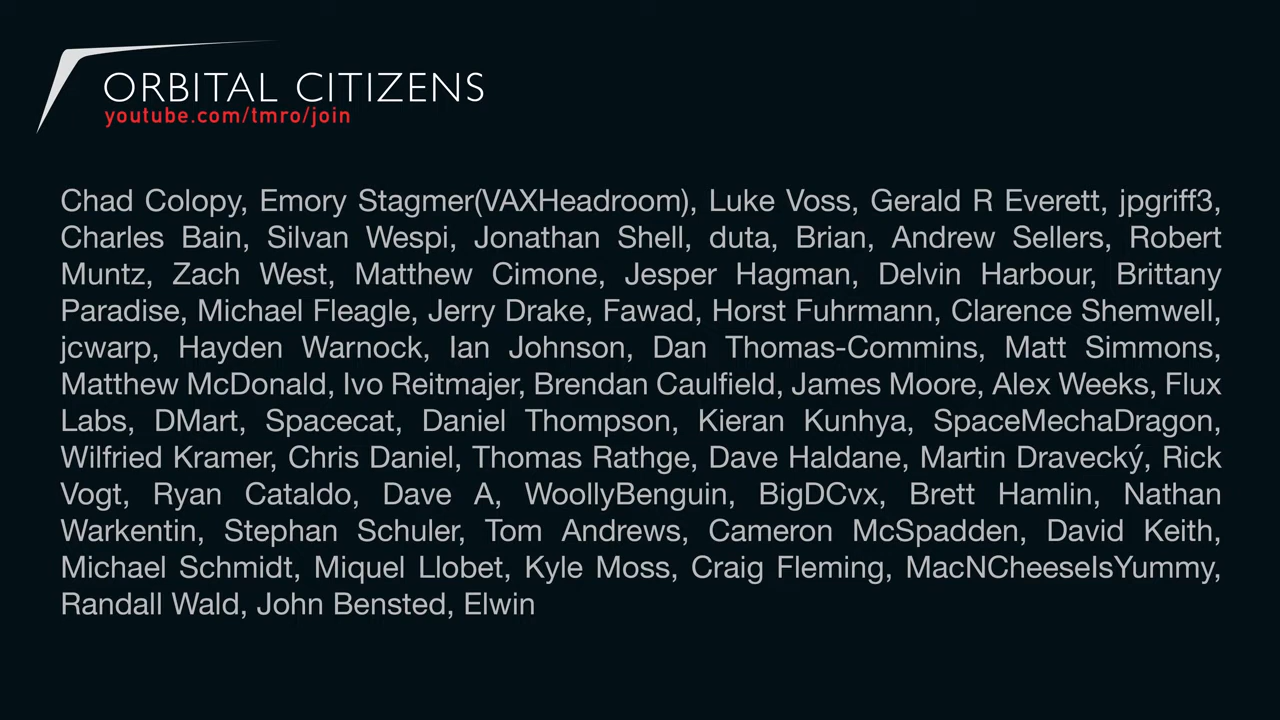 ORBITAL CITIZENS
youtube.com/tmro/join
Chad Colopy, Emory Stagmer(VAXHeadroom), Luke Voss, Gerald R Everett, jpgriff3,
Charles Bain, Silvan Wespi, Jonathan Shell, duta, Brian, Andrew Sellers, Robert
Muntz, Zach West, Matthew Cimone, Jesper Hagman, Delvin Harbour, Brittany
Paradise, Michael Fleagle, Jerry Drake, Fawad, Horst Fuhrmann, Clarence Shemwell,
jcwarp, Hayden Warnock, Ian Johnson, Dan Thomas-Commins, Matt Simmons,
Matthew McDonald, Ivo Reitmajer, Brendan Caulfield, James Moore, Alex Weeks, Flux
Labs, DMart, Spacecat, Daniel Thompson, Kieran Kunhya, SpaceMechaDragon,
Wilfried Kramer, Chris Daniel, Thomas Rathge, Dave Haldane, Martin Dravecký, Rick
Vogt, Ryan Cataldo, Dave A, WoollyBenguin, BigDCvx, Brett Hamlin, Nathan
Warkentin, Stephan Schuler, Tom Andrews, Cameron McSpadden, David Keith,
Michael Schmidt, Miquel Llobet, Kyle Moss, Craig Fleming, MacNCheeseIsYummy,
Randall Wald, John Bensted, Elwin